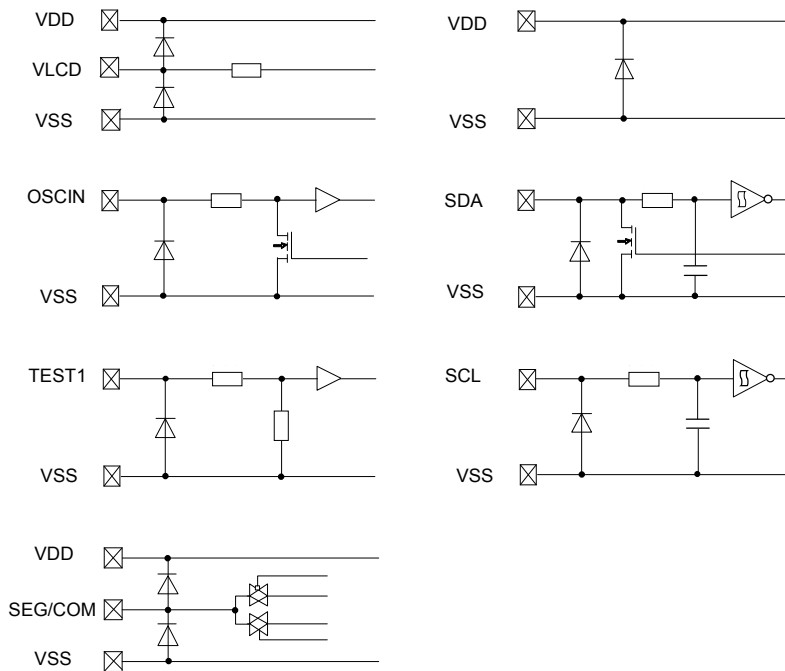 VDD
VLCD
VSS
VDD
VSS
OSCIN
VSS
SDA
VSS
TEST1
VSS
SCL
VSS
VDD
SEG/COM
VSS